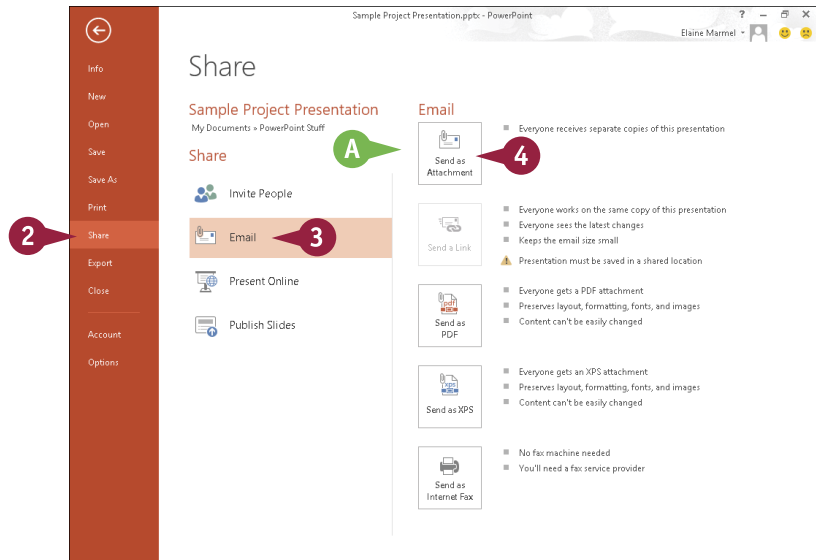 Sample Project Presentation.pptx - PowerPoint
?
Elaine Marmel
Info
New
Open
Save
Save As
Print
Share
Export
Close
Account
Options
2
Share
Sample Project Presentation
My Documents » PowerPoint Stuff
Share
Invite People
Email
3
Present Online
Publish Slides
Email
A
Send as
Attachment
4
Everyone receives separate copies of this presentation
Send a Link
Everyone works on the same copy of this presentation
Everyone sees the latest changes
Keeps the email size small
Presentation must be saved in a shared location
pdf
Send as
PDF
Everyone gets a PDF attachment
Preserves layout, formatting, fonts, and images
Content can't be easily changed
xps
Send as XPS
Everyone gets an XPS attachment
Preserves layout, formatting, fonts, and images
Content can't be easily changed
Send as
Internet Fax
No fax machine needed
You'll need a fax service provider